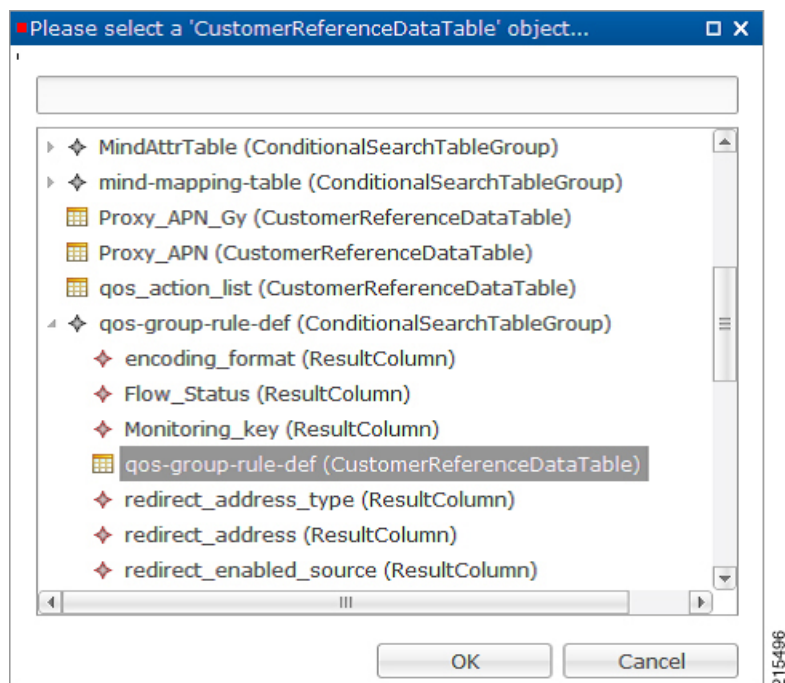 Please select a 'CustomerReferenceDataTable' object...
MindAttrTable (ConditionalSearchTableGroup)
mind-mapping-table (ConditionalSearchTableGroup)
Proxy_APN_Gy (CustomerReferenceDataTable)
Proxy_APN (CustomerReferenceDataTable)
qos_action_list (CustomerReferenceDataTable)
qos-group-rule-def (ConditionalSearchTableGroup)
encoding_format (ResultColumn)
Flow_Status (ResultColumn)
Monitoring_key (ResultColumn)
qos-group-rule-def (CustomerReferenceDataTable)
redirect_address_type (ResultColumn)
redirect_address (ResultColumn)
redirect_enabled_source (ResultColumn)
OK Cancel
215496